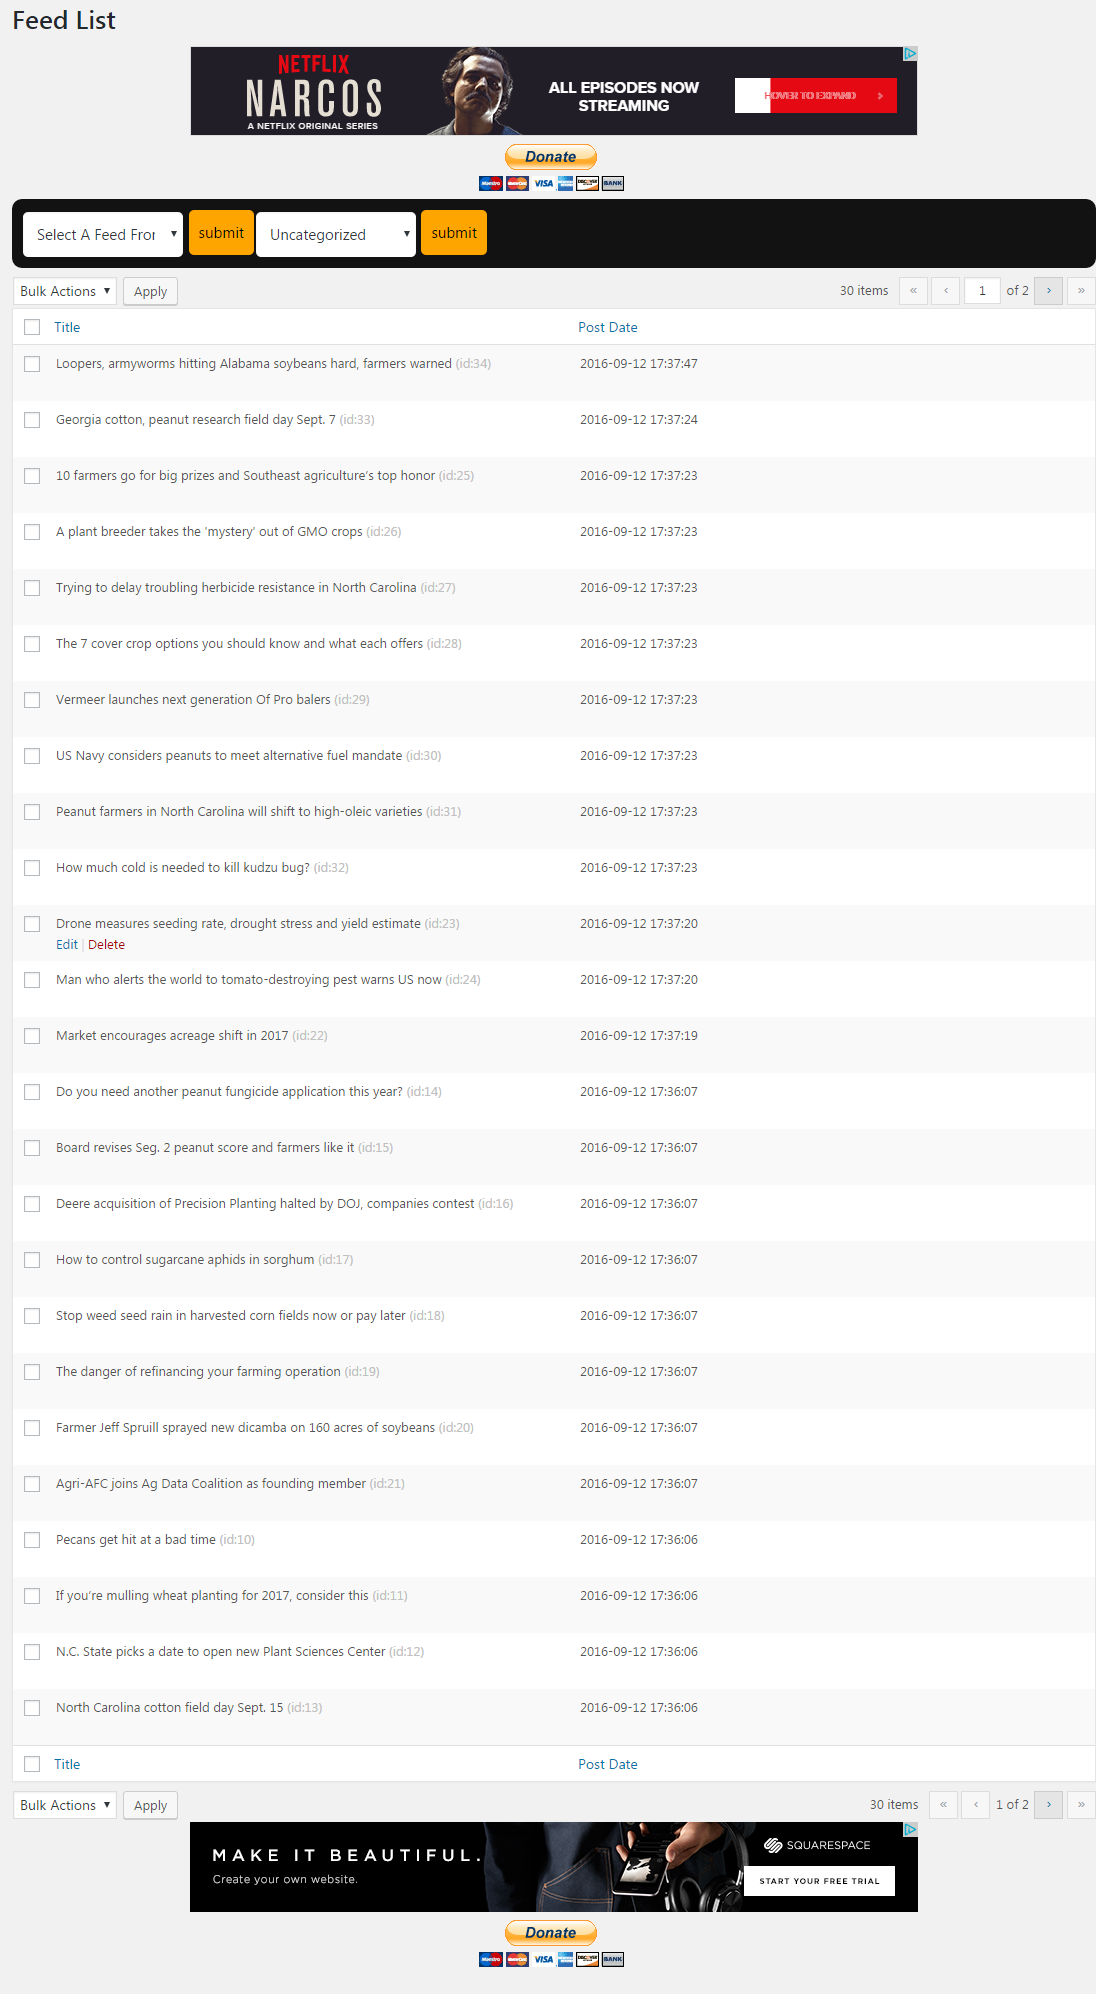 Feed List
NETFLIX
NARCOS
A NETFLIX ORIGINAL SERIES
ALL EPISODES NOW
STREAMING
HOVER TO EXPAND
Donate
Maestro MasterCard VISA DISCOVER BANK
Select A Feed From submit Uncategorized submit
Bulk Actions Apply 30 items « ‹ 1 of 2 › »
Title Post Date
Loopers, armyworms hitting Alabama soybeans hard, farmers warned (id:34) 2016-09-12 17:37:47
Georgia cotton, peanut research field day Sept. 7 (id:33) 2016-09-12 17:37:24
10 farmers go for big prizes and Southeast agriculture's top honor (id:25) 2016-09-12 17:37:23
A plant breeder takes the 'mystery' out of GMO crops (id:26) 2016-09-12 17:37:23
Trying to delay troubling herbicide resistance in North Carolina (id:27) 2016-09-12 17:37:23
The 7 cover crop options you should know and what each offers (id:28) 2016-09-12 17:37:23
Vermeer launches next generation Of Pro balers (id:29) 2016-09-12 17:37:23
US Navy considers peanuts to meet alternative fuel mandate (id:30) 2016-09-12 17:37:23
Peanut farmers in North Carolina will shift to high-oleic varieties (id:31) 2016-09-12 17:37:23
How much cold is needed to kill kudzu bug? (id:32) 2016-09-12 17:37:23
Drone measures seeding rate, drought stress and yield estimate (id:23) 2016-09-12 17:37:20
Edit | Delete
Man who alerts the world to tomato-destroying pest warns US now (id:24) 2016-09-12 17:37:20
Market encourages acreage shift in 2017 (id:22) 2016-09-12 17:37:19
Do you need another peanut fungicide application this year? (id:14) 2016-09-12 17:36:07
Board revises Seg. 2 peanut score and farmers like it (id:15) 2016-09-12 17:36:07
Deere acquisition of Precision Planting halted by DOJ, companies contest (id:16) 2016-09-12 17:36:07
How to control sugarcane aphids in sorghum (id:17) 2016-09-12 17:36:07
Stop weed seed rain in harvested corn fields now or pay later (id:18) 2016-09-12 17:36:07
The danger of refinancing your farming operation (id:19) 2016-09-12 17:36:07
Farmer Jeff Spruill sprayed new dicamba on 160 acres of soybeans (id:20) 2016-09-12 17:36:07
Agri-AFC joins Ag Data Coalition as founding member (id:21) 2016-09-12 17:36:07
Pecans get hit at a bad time (id:10) 2016-09-12 17:36:06
If you're mulling wheat planting for 2017, consider this (id:11) 2016-09-12 17:36:06
N.C. State picks a date to open new Plant Sciences Center (id:12) 2016-09-12 17:36:06
North Carolina cotton field day Sept. 15 (id:13) 2016-09-12 17:36:06
Title Post Date
Bulk Actions Apply 30 items « ‹ 1 of 2 › »
MAKE IT BEAUTIFUL.
Create your own website.
SQUARESPACE
START YOUR FREE TRIAL
Donate
Maestro MasterCard VISA DISCOVER BANK